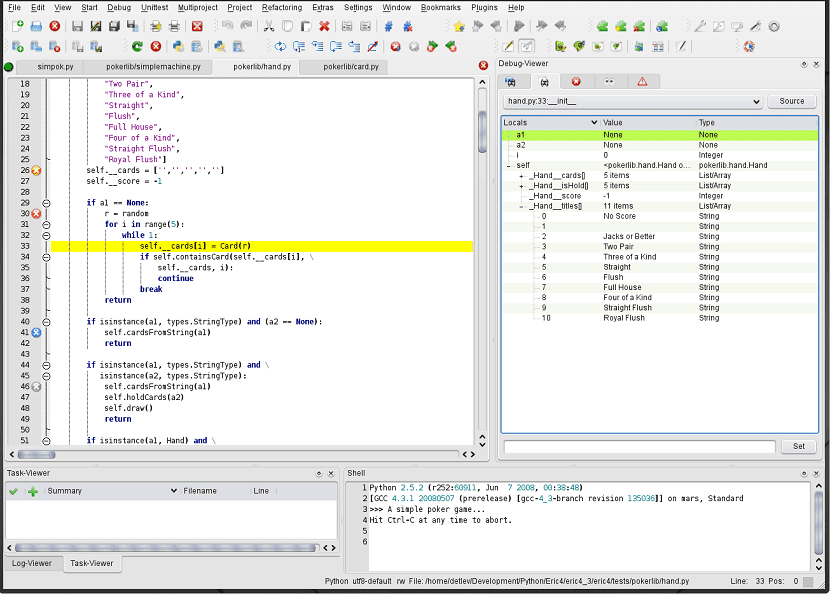 File Edit View Start Debug Unittest Multiproject Project Refactoring Extras Settings Window Bookmarks Plugins Help
simpok.py pokerlib/simplemachine.py pokerlib/hand.py pokerlib/card.py
18 "Two Pair",
19 "Three of a Kind",
20 "Straight",
21 "Flush",
22 "Full House",
23 "Four of a Kind",
24 "Straight Flush",
25 "Royal Flush"]
26 self.__cards = ['','','','','']
27 self.__score = -1
28
29 if a1 == None:
30 r = random
31 for i in range(5):
32 while 1:
33 self.__cards[i] = Card(r)
34 if self.containsCard(self.__cards[i], \
35 self.__cards, i):
36 continue
37 break
38 return
39
40 if isinstance(a1, types.StringType) and (a2 == None):
41 self.cardsFromString(a1)
42 return
43
44 if isinstance(a1, types.StringType) and \
45 isinstance(a2, types.StringType):
46 self.cardsFromString(a1)
47 self.holdCards(a2)
48 self.draw()
49 return
50
51 if isinstance(a1, Hand) and \
Debug-Viewer
hand.py:33:__init__ Source
Locals Value Type
a1 None None
a2 None None
i 0 Integer
self <pokerlib.hand.Hand o... pokerlib.hand.Hand
_Hand__cards[] 5 items List/Array
_Hand__isHold[] 5 items List/Array
_Hand__score -1 Integer
_Hand__titles[] 11 items List/Array
0 No Score String
1 String
2 Jacks or Better String
3 Two Pair String
4 Three of a Kind String
5 Straight String
6 Flush String
7 Full House String
8 Four of a Kind String
9 Straight Flush String
10 Royal Flush String
Set
Task-Viewer
Summary Filename Line
Log-Viewer Task-Viewer
Shell
1 Python 2.5.2 (r252:60911, Jun 7 2008, 00:38:48)
2 [GCC 4.3.1 20080507 (prerelease) [gcc-4_3-branch revision 135036]] on mars, Standard
3 >>> A simple poker game...
4 Hit Ctrl-C at any time to abort.
5
6
Python utf8-default rw File: /home/detlev/Development/Python/Eric4/eric4_3/eric4/tests/pokerlib/hand.py Line: 33 Pos: 0